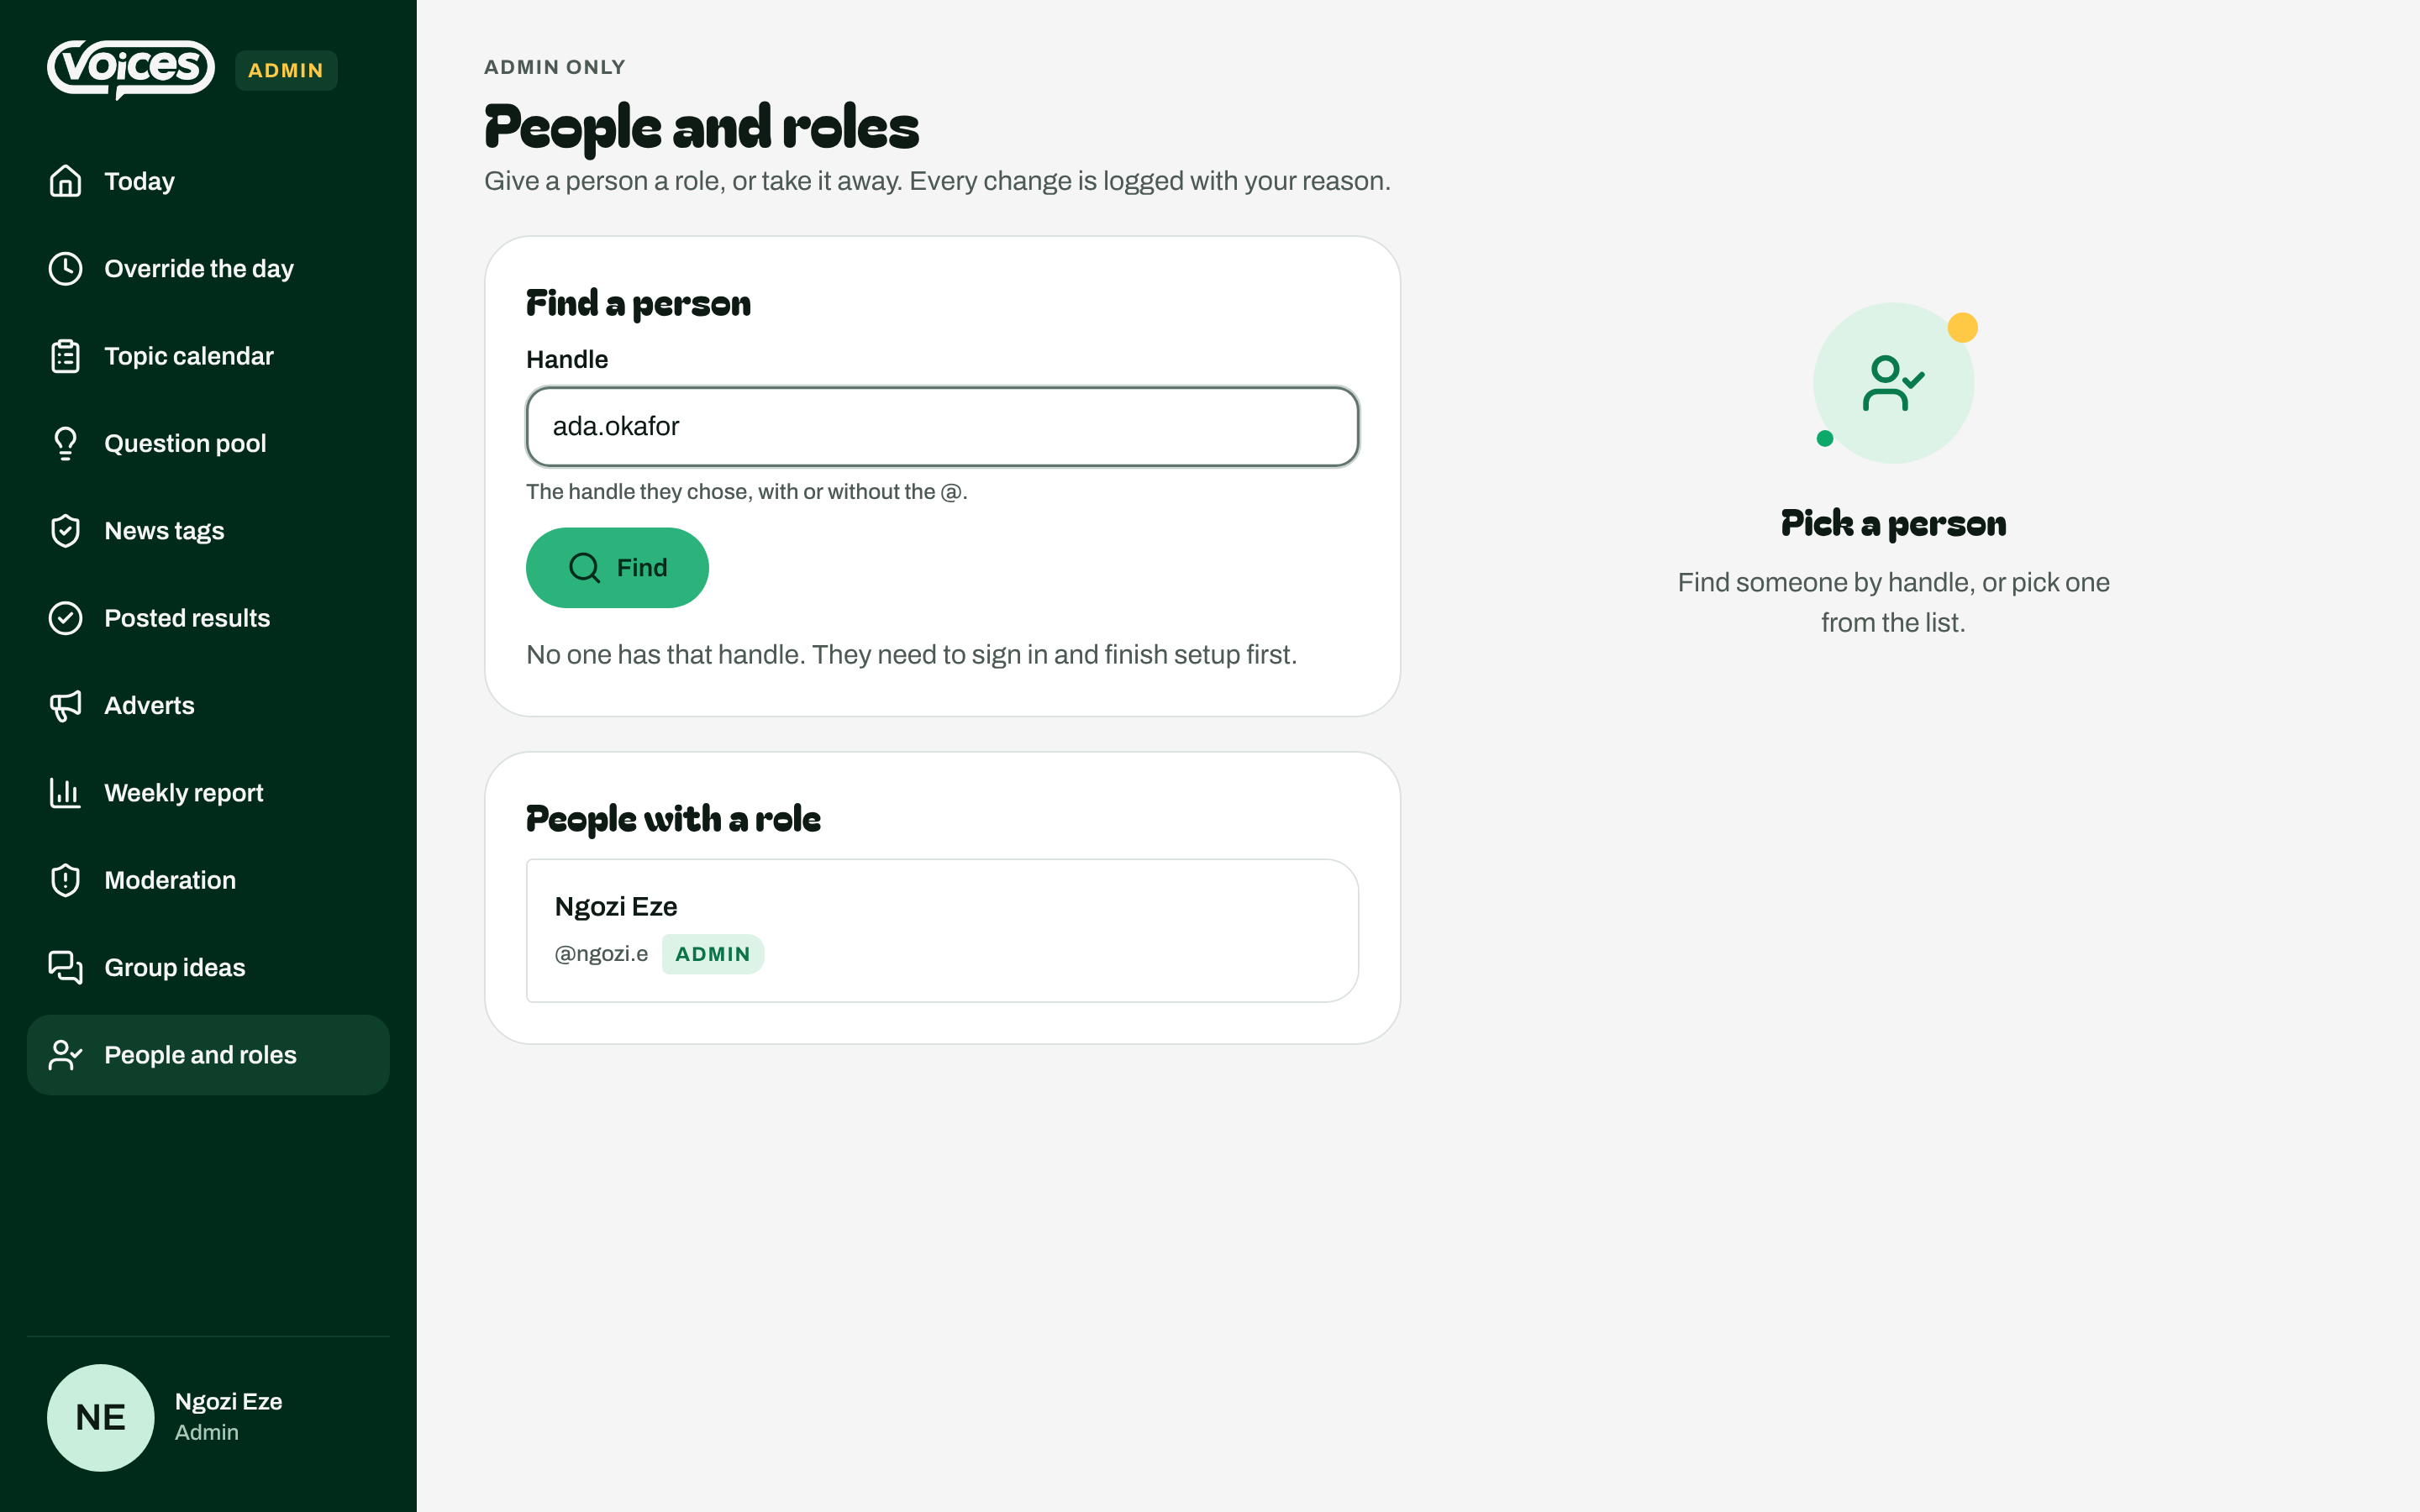 Voices
ADMIN
Today
Override the day
Topic calendar
Question pool
News tags
Posted results
Adverts
Weekly report
Moderation
Group ideas
People and roles
NE
Ngozi Eze
Admin
ADMIN ONLY
People and roles
Give a person a role, or take it away. Every change is logged with your reason.
Find a person
Handle
ada.okafor
The handle they chose, with or without the @.
Find
No one has that handle. They need to sign in and finish setup first.
People with a role
Ngozi Eze
@ngozi.e ADMIN
Pick a person
Find someone by handle, or pick one
from the list.